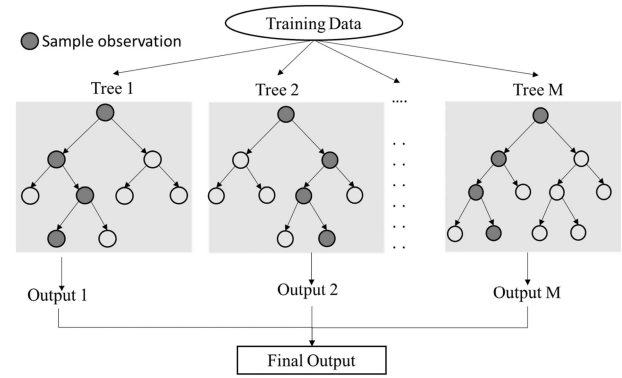 Training Data
Sample observation
Tree 1
Tree 2
....
Tree M
Output 1
Output 2
Output M
Final Output